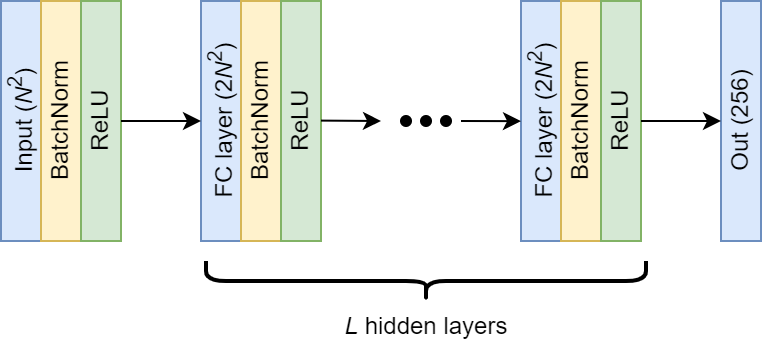 Input (N²)
BatchNorm
ReLU
FC layer (2N²)
BatchNorm
ReLU
FC layer (2N²)
BatchNorm
ReLU
Out (256)
L hidden layers